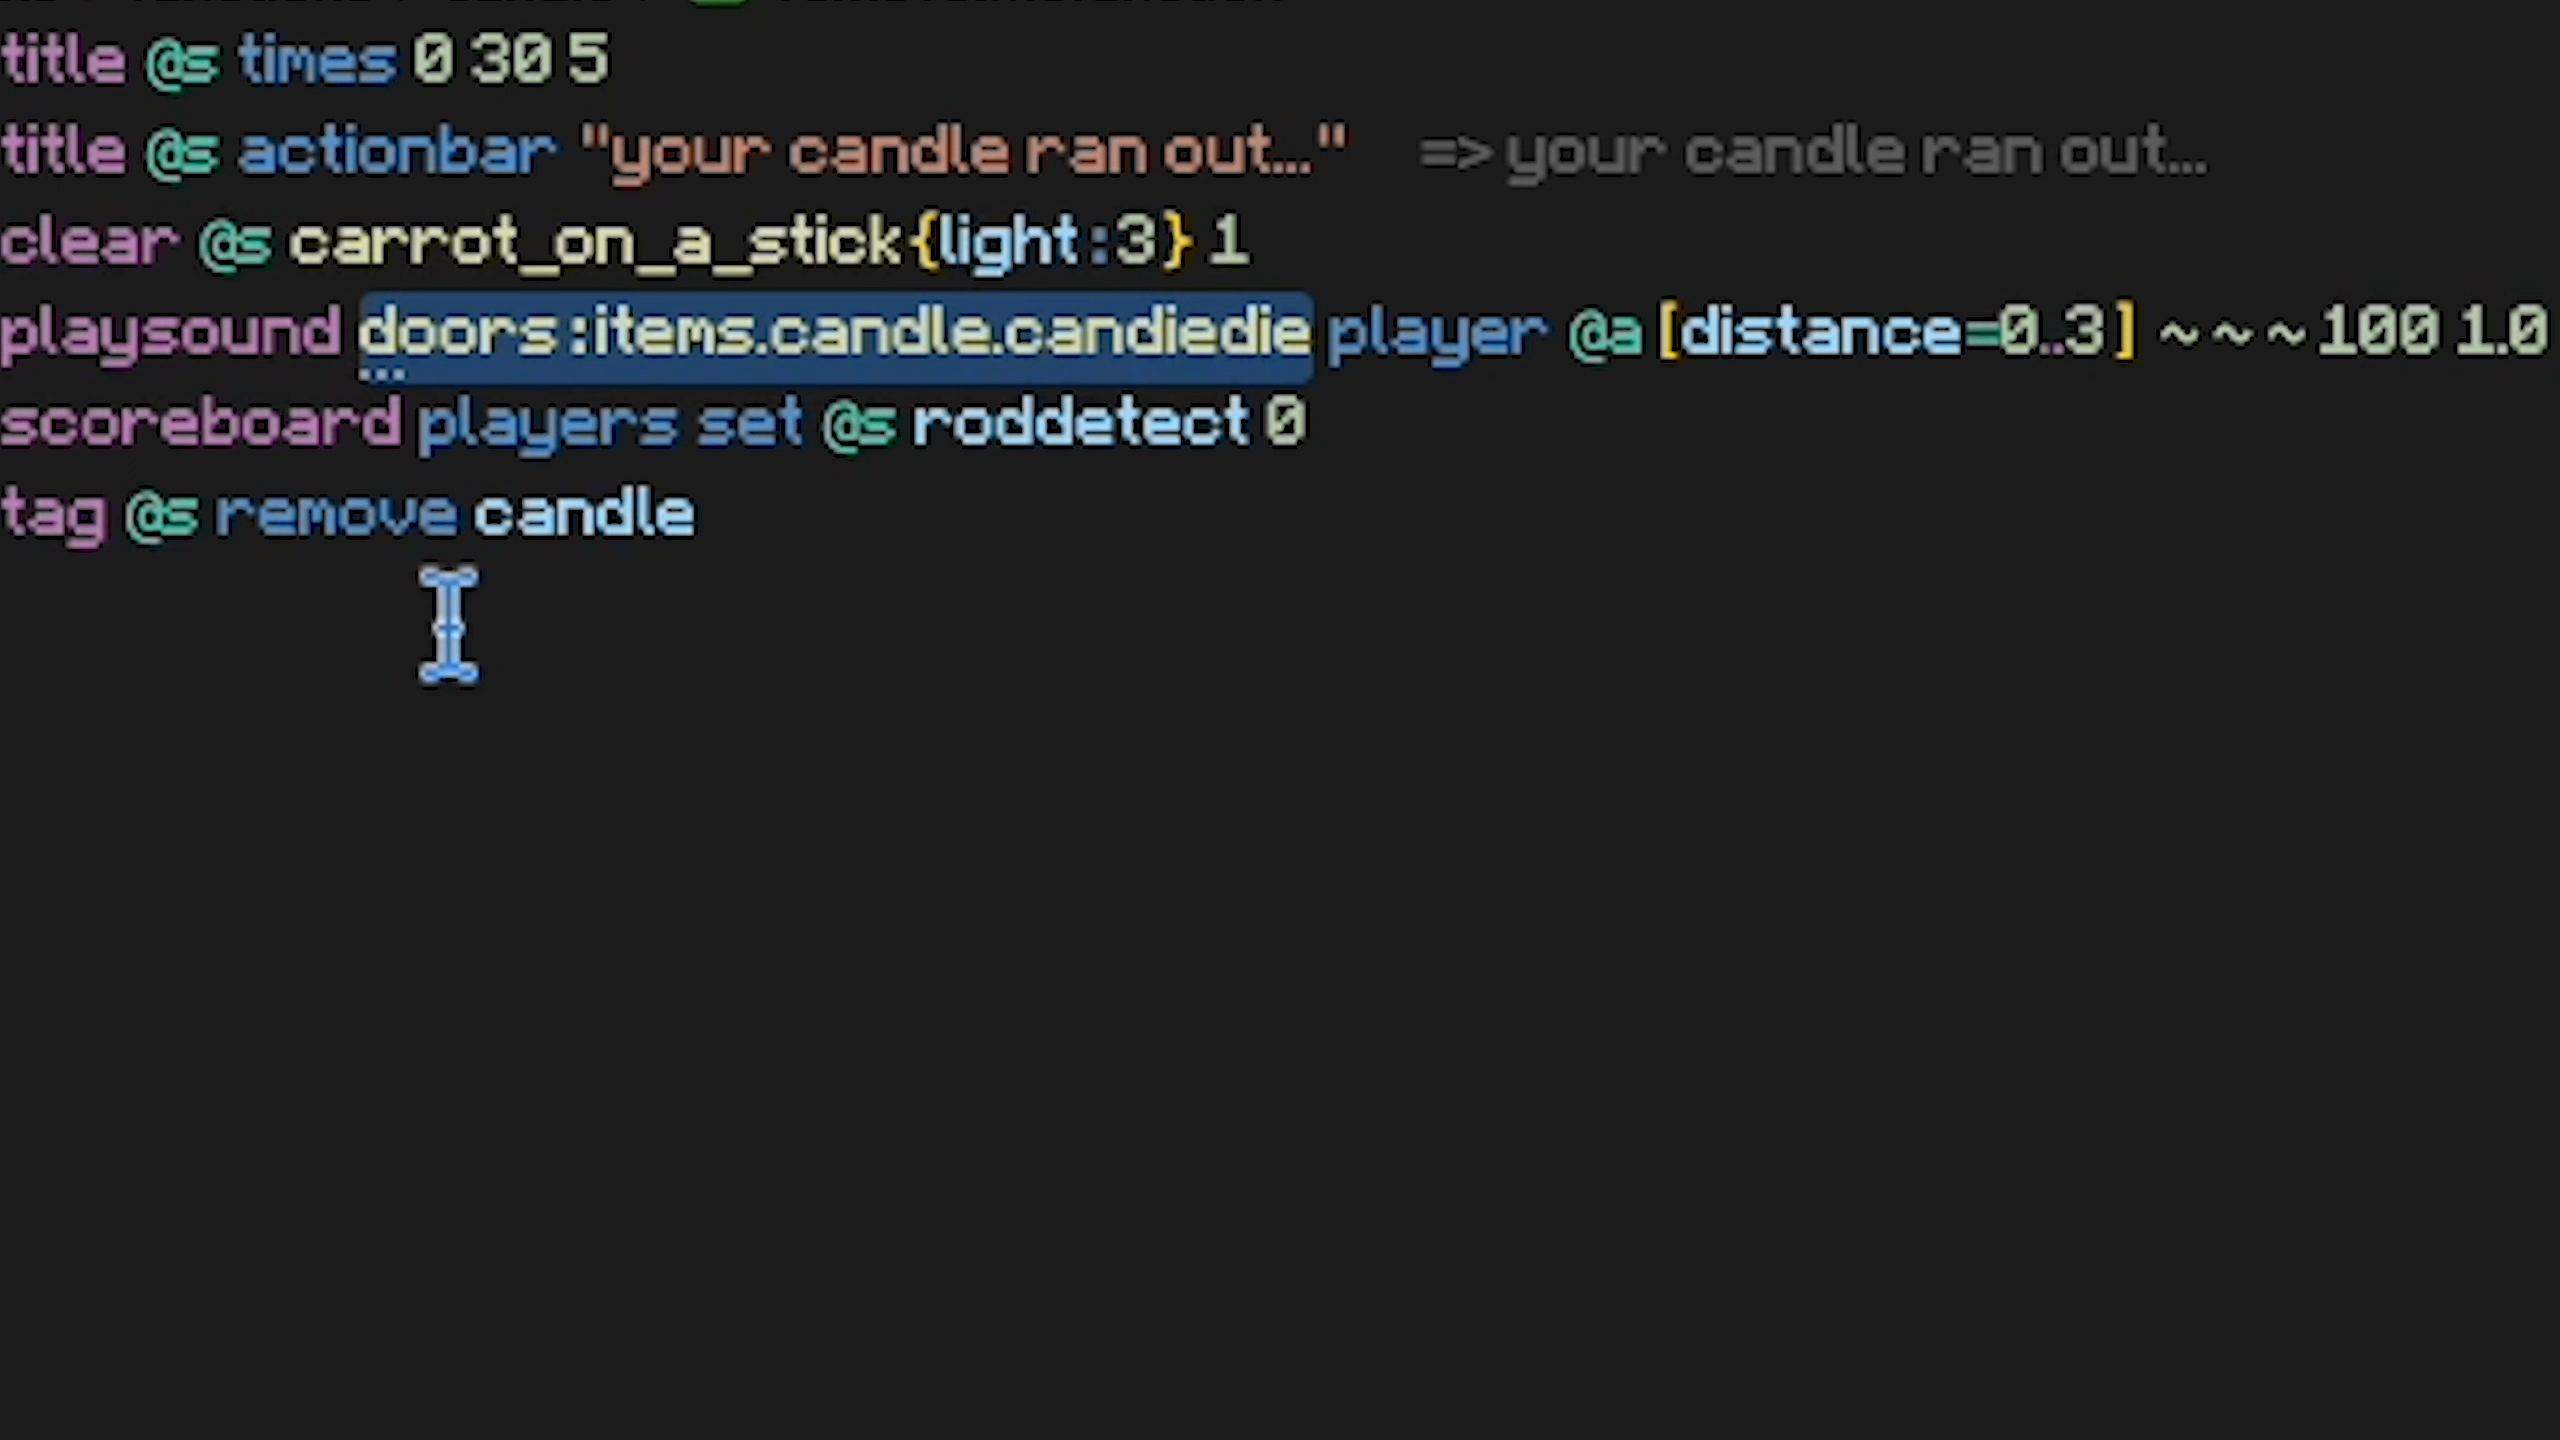 title @s times 0 30 5
title @s actionbar "your candle ran out..." => your candle ran out...
clear @s carrot_on_a_stick{light:3} 1
playsound doors:items.candle.candiedie player @a [distance=0..3] ~ ~ ~ 100 1.0
scoreboard players set @s roddetect 0
tag @s remove candle